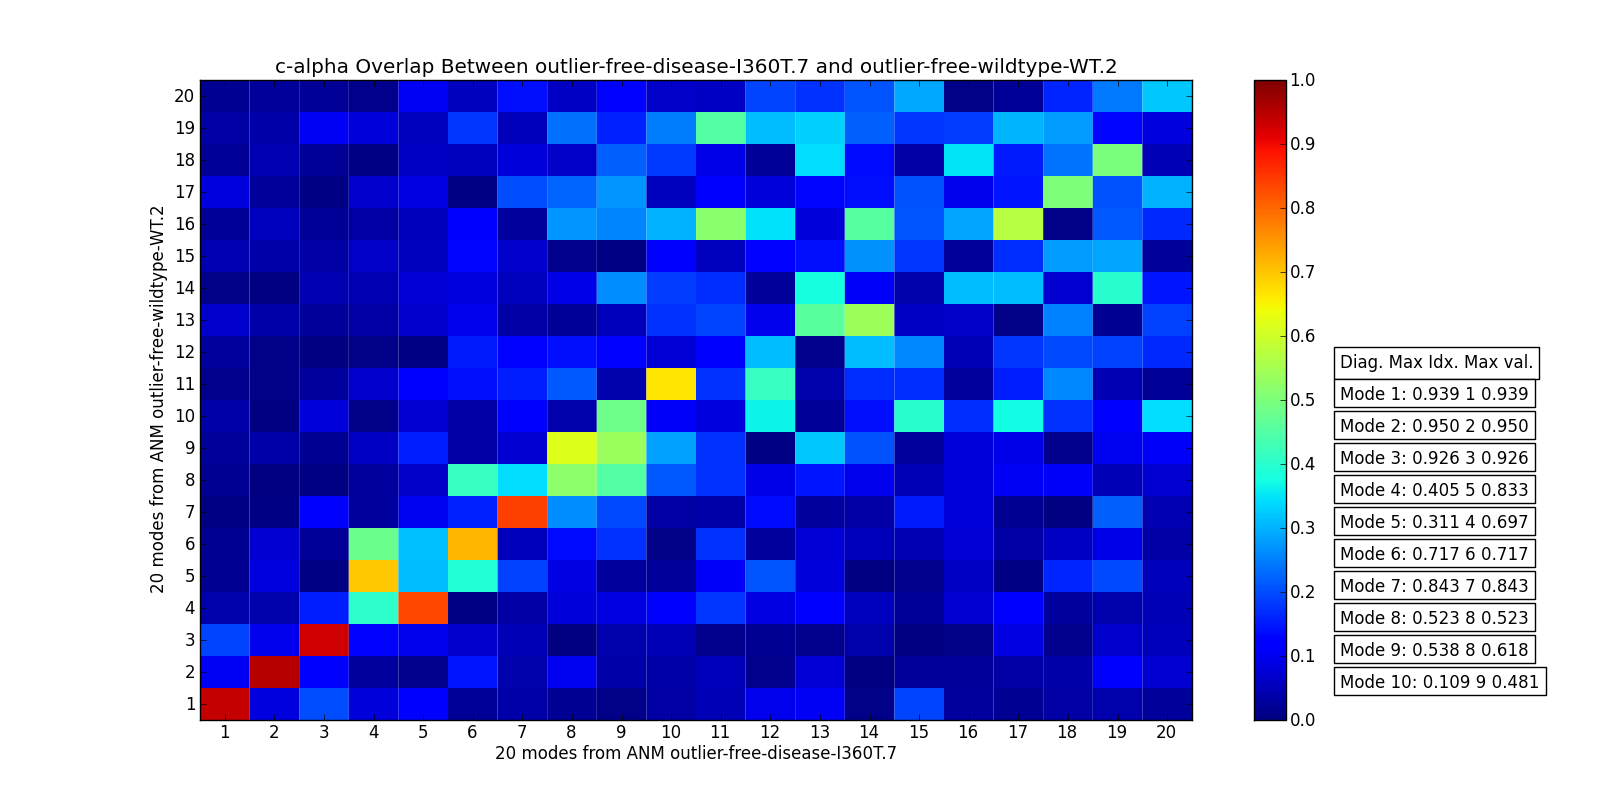 c-alpha Overlap Between outlier-free-disease-I360T.7 and outlier-free-wildtype-WT.2
20 modes from ANM outlier-free-wildtype-WT.2
20
19
18
17
16
15
14
13
12
11
10
9
8
7
6
5
4
3
2
1
1 2 3 4 5 6 7 8 9 10 11 12 13 14 15 16 17 18 19 20
20 modes from ANM outlier-free-disease-I360T.7
1.0
0.9
0.8
0.7
0.6
0.5
0.4
0.3
0.2
0.1
0.0
Diag. Max Idx. Max val.
Mode 1: 0.939 1 0.939
Mode 2: 0.950 2 0.950
Mode 3: 0.926 3 0.926
Mode 4: 0.405 5 0.833
Mode 5: 0.311 4 0.697
Mode 6: 0.717 6 0.717
Mode 7: 0.843 7 0.843
Mode 8: 0.523 8 0.523
Mode 9: 0.538 8 0.618
Mode 10: 0.109 9 0.481